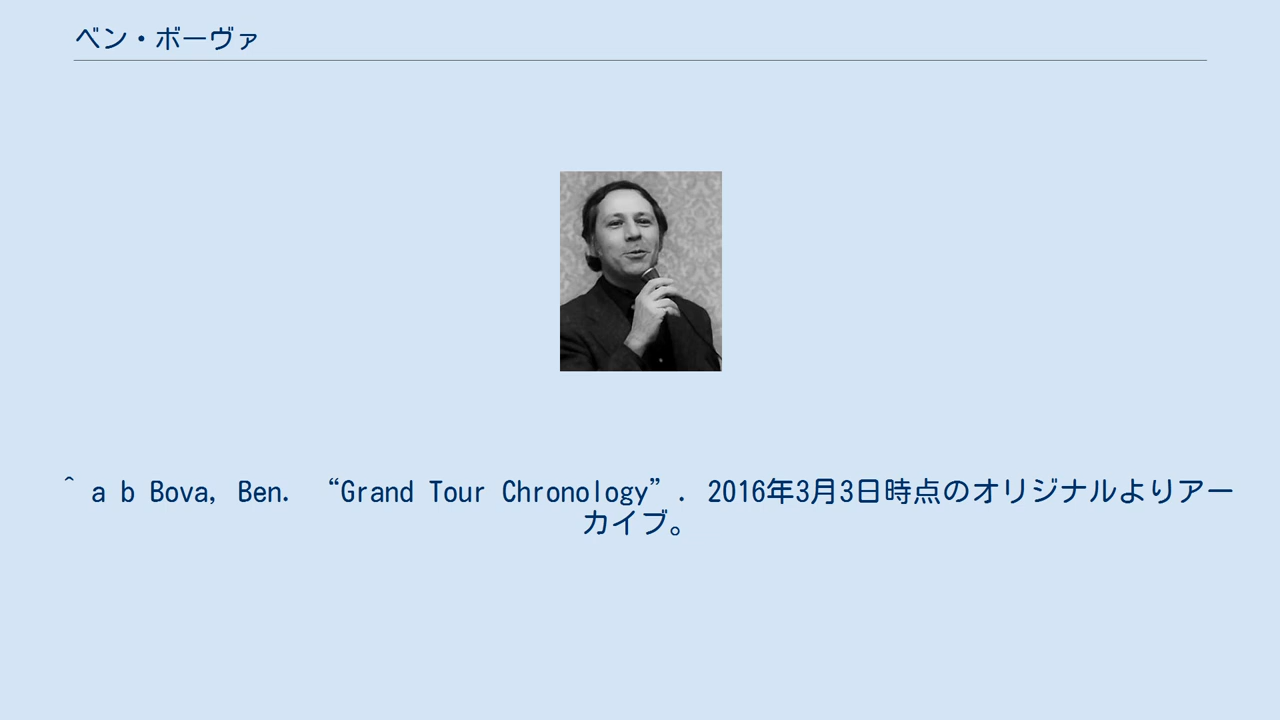 ベン・ボーヴァ
^ a b Bova, Ben. “Grand Tour Chronology”. 2016年3月3日時点のオリジナルよりアー
カイブ。